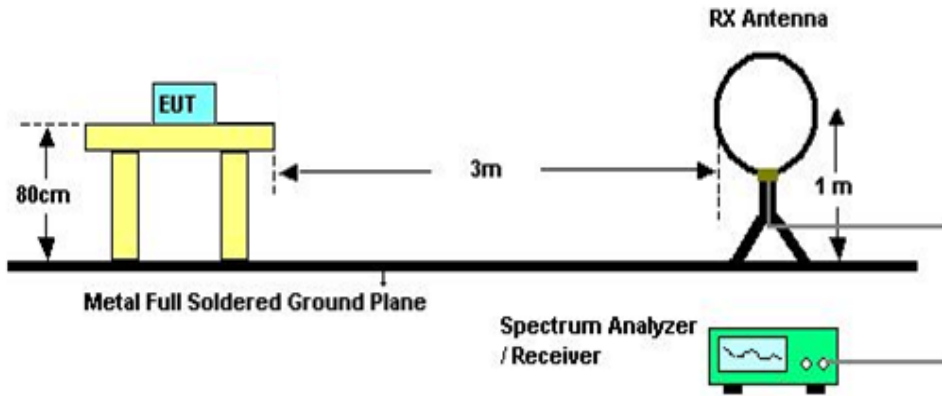 RX Antenna
EUT
3m
80cm
1 m
Metal Full Soldered Ground Plane
Spectrum Analyzer
/ Receiver